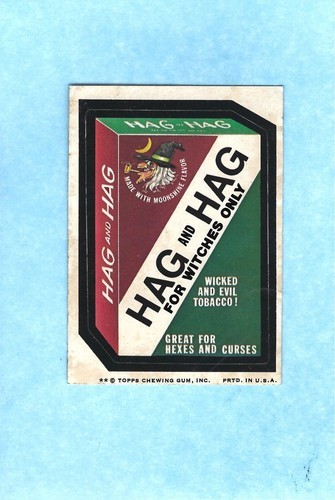 HAG AND HAG
HAG AND HAG
MADE WITH MOONSHINE FLAVOR
HAG AND HAG
FOR WITCHES ONLY
WICKED
AND EVIL
TOBACCO!
GREAT FOR
HEXES AND CURSES
** © TOPPS CHEWING GUM, INC. PRTD. IN U.S.A.